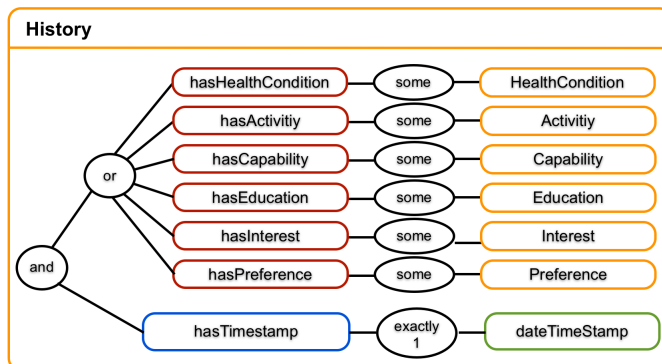 History
hasHealthCondition some HealthCondition
hasActivitiy some Activitiy
or
hasCapability some Capability
hasEducation some Education
hasInterest some Interest
and
hasPreference some Preference
hasTimestamp exactly 1 dateTimeStamp